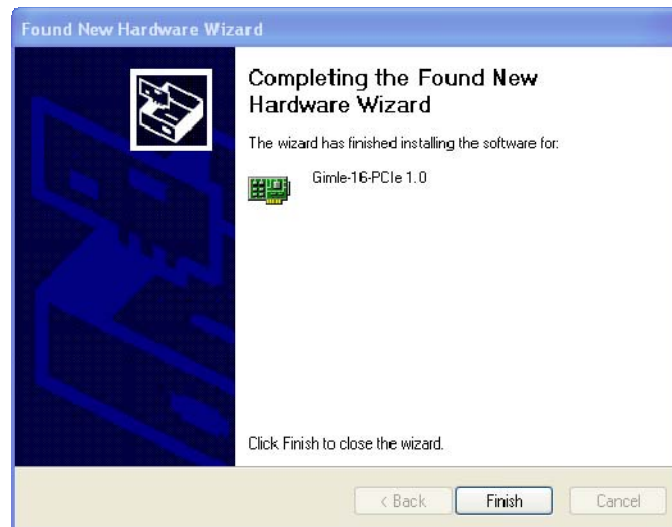 Found New Hardware Wizard
Completing the Found New
Hardware Wizard
The wizard has finished installing the software for:
Gimle-16-PCIe 1.0
Click Finish to close the wizard.
< Back
Finish
Cancel